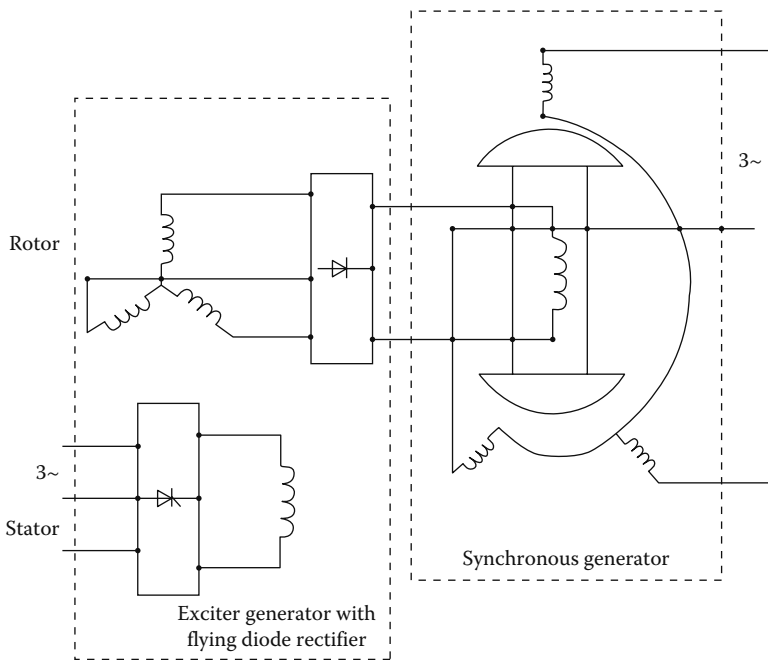 3~
Rotor
3~
Stator
Synchronous generator
Exciter generator with
flying diode rectifier